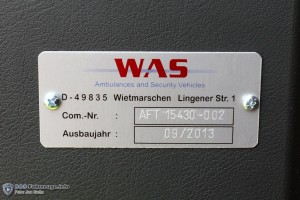 WAS
Ambulances and Security Vehicles
D-49835 Wietmarschen Lingener Str. 1
Com.-Nr. : AFT 15430-002
Ausbaujahr : 09/2013